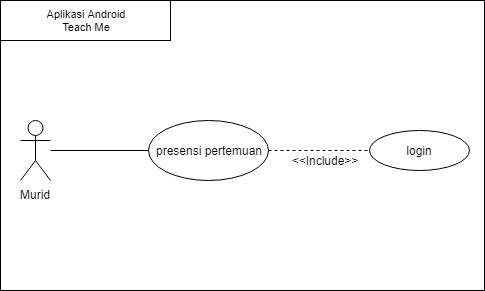 Aplikasi Android
Teach Me
presensi pertemuan
login
<<Include>>
Murid